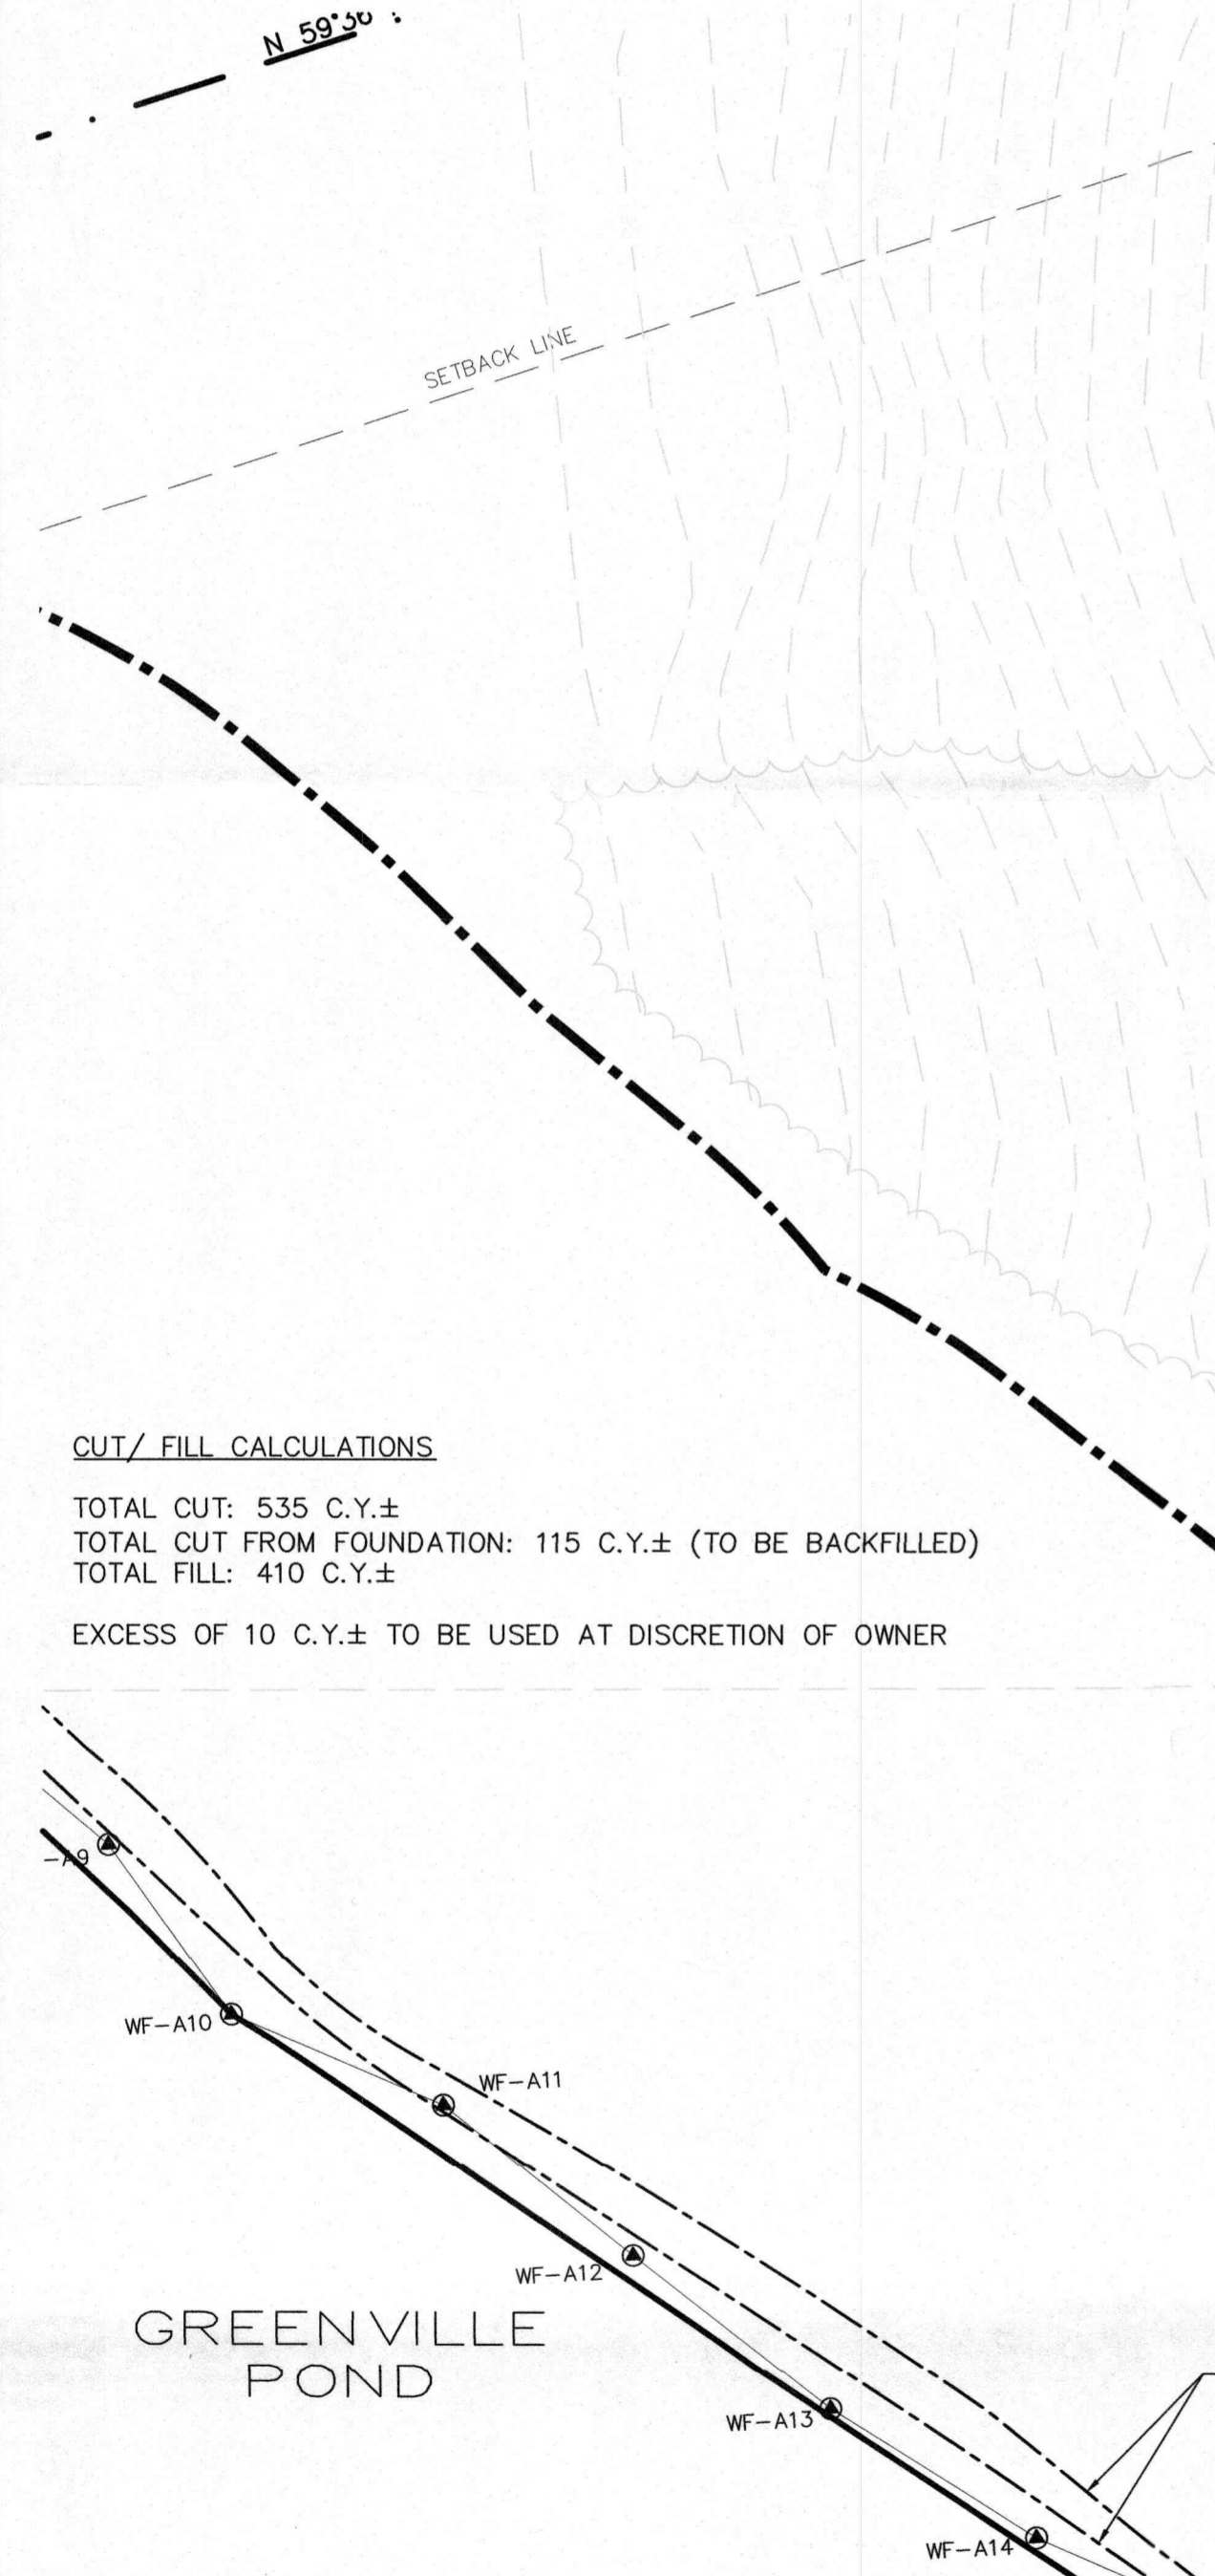 N 59°
SETBACK LINE
CUT/ FILL CALCULATIONS
TOTAL CUT: 535 C.Y.±
TOTAL CUT FROM FOUNDATION: 115 C.Y.± (TO BE BACKFILLED)
TOTAL FILL: 410 C.Y.±
EXCESS OF 10 C.Y.± TO BE USED AT DISCRETION OF OWNER
-A9
WF-A10
WF-A11
WF-A12
GREENVILLE
POND
WF-A13
WF-A14